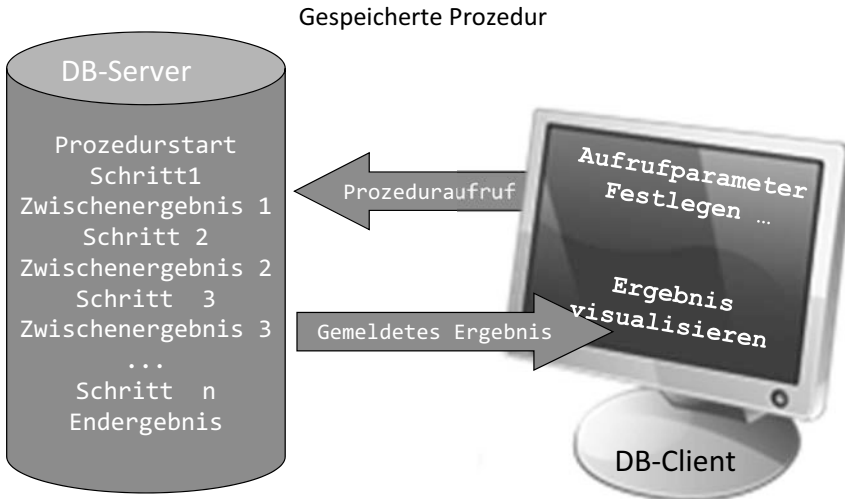 Gespeicherte Prozedur
DB-Server
Prozedurstart
Schritt1
Zwischenergebnis 1
Schritt 2
Zwischenergebnis 2
Schritt 3
Zwischenergebnis 3
...
Schritt n
Endergebnis
Prozeduraufruf
Gemeldetes Ergebnis
Aufrufparameter
Festlegen …
Ergebnis
visualisieren
DB-Client